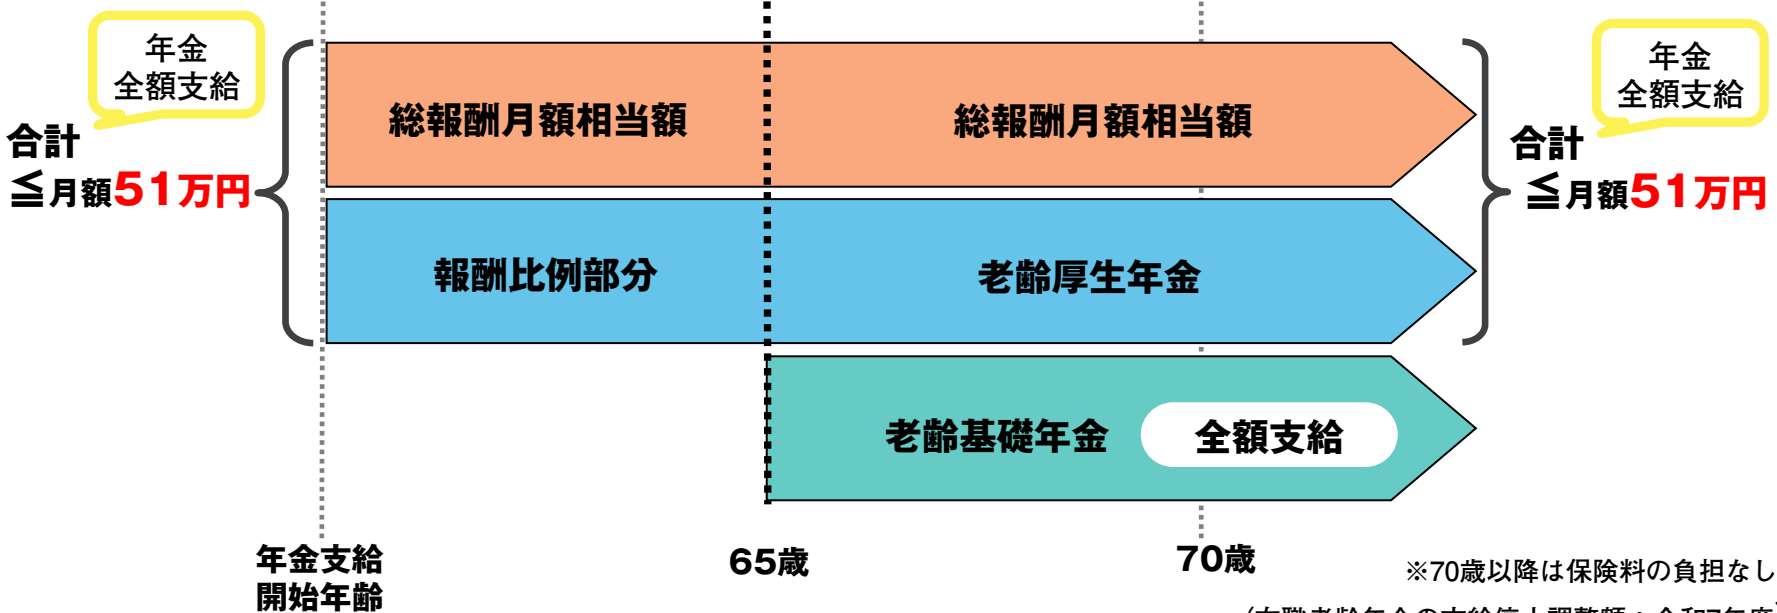 年金
全額支給
合計
≦月額51万円
総報酬月額相当額
総報酬月額相当額
年金
全額支給
合計
≦月額51万円
報酬比例部分
老齢厚生年金
老齢基礎年金
全額支給
年金支給
開始年齢
65歳
70歳
※70歳以降は保険料の負担なし